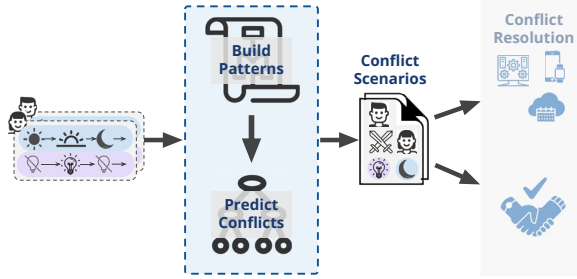 Build
Patterns
Predict
Conflicts
Conflict
Scenarios
Conflict
Resolution